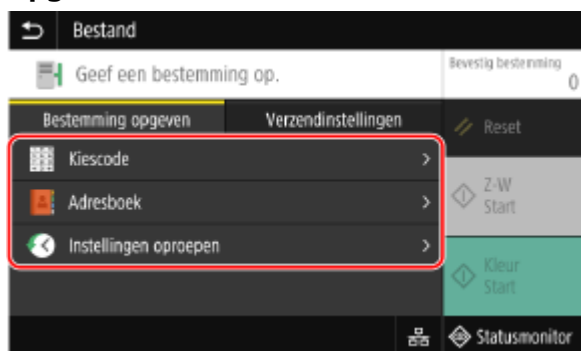 Bestand
Geef een bestemming op.
Bevestig bestemming
0
Bestemming opgeven
Verzendinstellingen
Reset
Kiescode
Adresboek
Instellingen oproepen
Z-W
Start
Kleur
Start
Statusmonitor